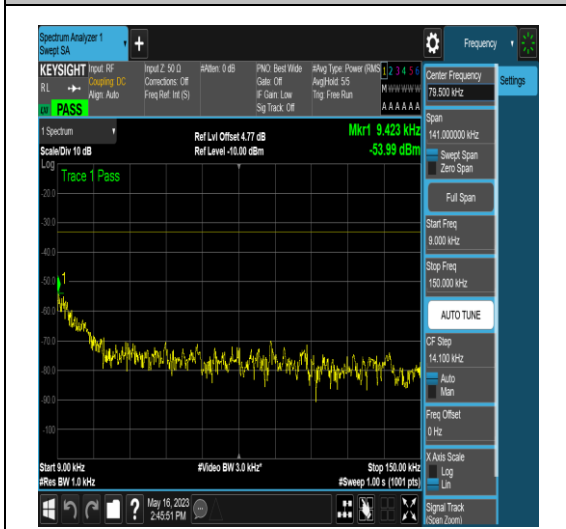 Spectrum Analyzer 1
Swept SA
Frequency
KEYSIGHT
Input: RF
Coupling: DC
Align: Auto
Input Z: 50 Ω
Corrections: Off
Freq Ref: Int (S)
#Atten: 0 dB
PNO: Best Wide
Gate: Off
IF Gain: Low
Sig Track: Off
#Avg Type: Power (RMS
Avg|Hold: 5/5
Trig: Free Run
1 2 3 4 5 6
M W W W W W
A A A A A A
RL
PASS
Center Frequency
79.500 kHz
Settings
Span
141.000000 kHz
Swept Span
Zero Span
Full Span
Start Freq
9.000 kHz
Stop Freq
150.000 kHz
AUTO TUNE
CF Step
14.100 kHz
Auto
Man
Freq Offset
0 Hz
X Axis Scale
Log
Lin
Signal Track
(Span Zoom)
1 Spectrum
Scale/Div 10 dB
Ref Lvl Offset 4.77 dB
Ref Level -10.00 dBm
Mkr1 9.423 kHz
-53.99 dBm
Log
Trace 1 Pass
-20.0
-30.0
-40.0
-50.0
-60.0
-70.0
-80.0
-90.0
-100
1
Start 9.00 kHz
#Res BW 1.0 kHz
#Video BW 3.0 kHz*
Stop 150.00 kHz
#Sweep 1.00 s (1001 pts)
?
May 16, 2023
2:45:51 PM